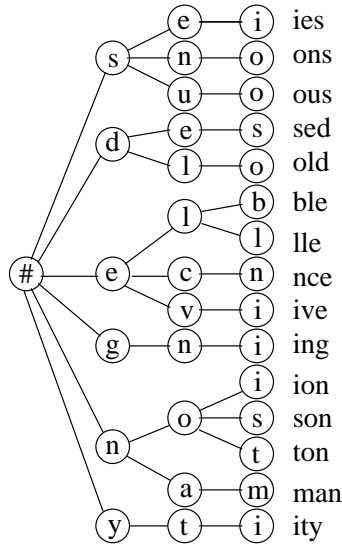 e i ies
s n o ons
u o ous
d e s sed
l o old
b ble
l l lle
# e c n nce
v i ive
g n i ing
i ion
o s son
n t ton
a m man
y t i ity